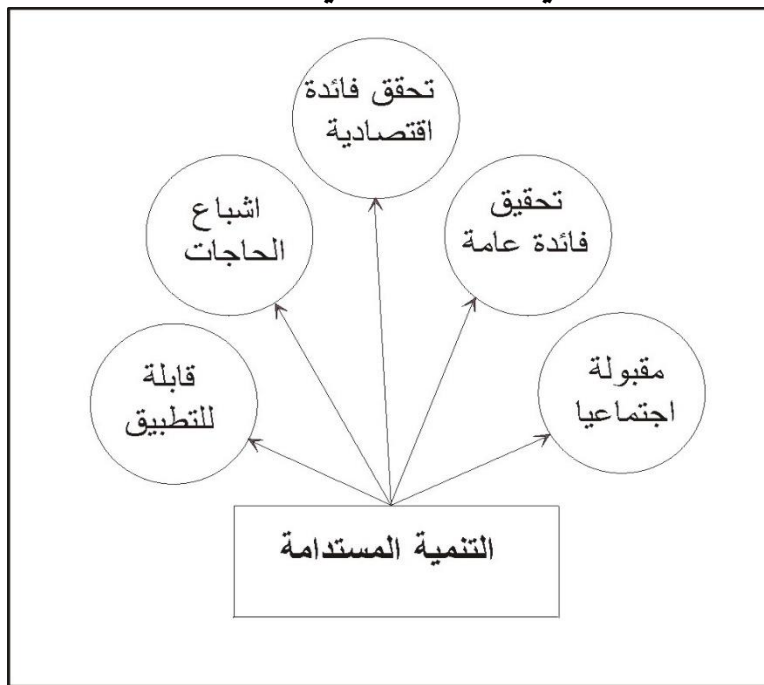 تحقق فائدة
اقتصادية
تحقيق
فائدة عامة
اشباع
الحاجات
مقبولة
اجتماعيا
قابلة
للتطبيق
التنمية المستدامة